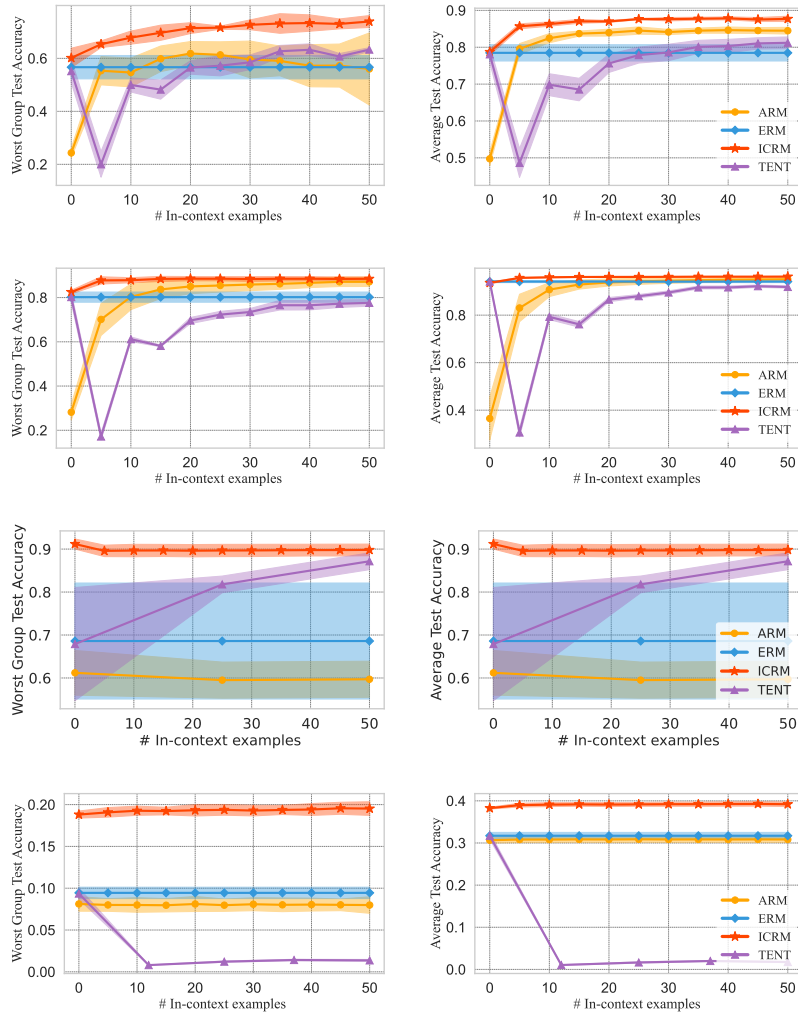 Worst Group Test Accuracy
0.6
0.4
0.2
0 10 20 30 40 50
# In-context examples
Average Test Accuracy
0.9
0.8
0.7
0.6
0.5
ARM
ERM
ICRM
TENT
0 10 20 30 40 50
# In-context examples
Worst Group Test Accuracy
0.8
0.6
0.4
0.2
0 10 20 30 40 50
# In-context examples
Average Test Accuracy
0.8
0.6
0.4
ARM
ERM
ICRM
TENT
0 10 20 30 40 50
# In-context examples
Worst Group Test Accuracy
0.9
0.8
0.7
0.6
0 10 20 30 40 50
# In-context examples
Average Test Accuracy
0.9
0.8
0.7
0.6
ARM
ERM
ICRM
TENT
0 10 20 30 40 50
# In-context examples
Worst Group Test Accuracy
0.20
0.15
0.10
0.05
0.00
0 10 20 30 40 50
# In-context examples
Average Test Accuracy
0.4
0.3
0.2
0.1
0.0
ARM
ERM
ICRM
TENT
0 10 20 30 40 50
# In-context examples